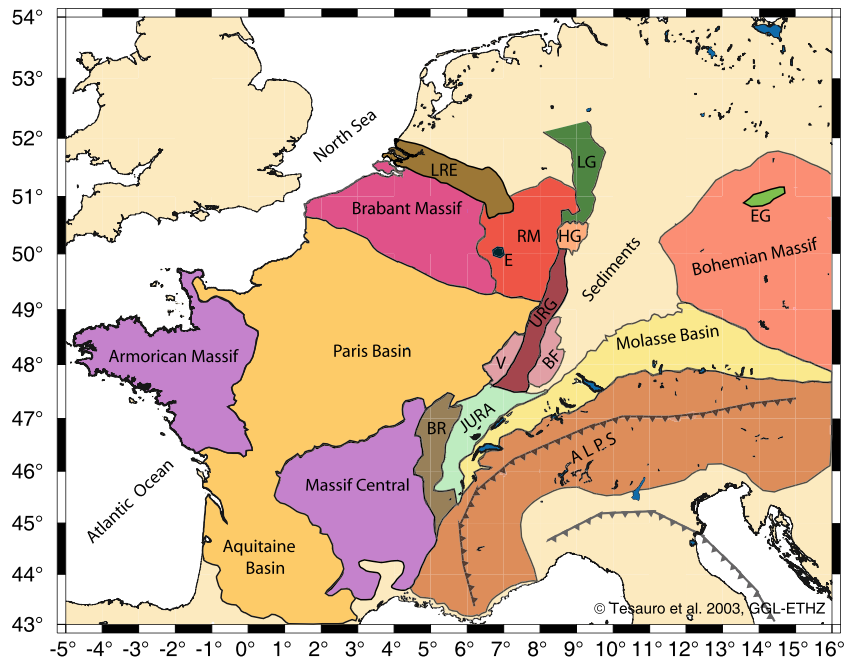 54°
53°
52°
51°
50°
49°
48°
47°
46°
45°
44°
43°
North Sea
LRE
LG
Brabant Massif
RM
HG
E
EG
Bohemian Massif
Sediments
URG
Molasse Basin
Armorican Massif
Paris Basin
V
BF
JURA
BR
ALPS
Massif Central
Atlantic Ocean
Aquitaine
Basin
© Tesauro et al. 2003, GGL-ETHZ
-5° -4° -3° -2° -1° 0° 1° 2° 3° 4° 5° 6° 7° 8° 9° 10° 11° 12° 13° 14° 15° 16°